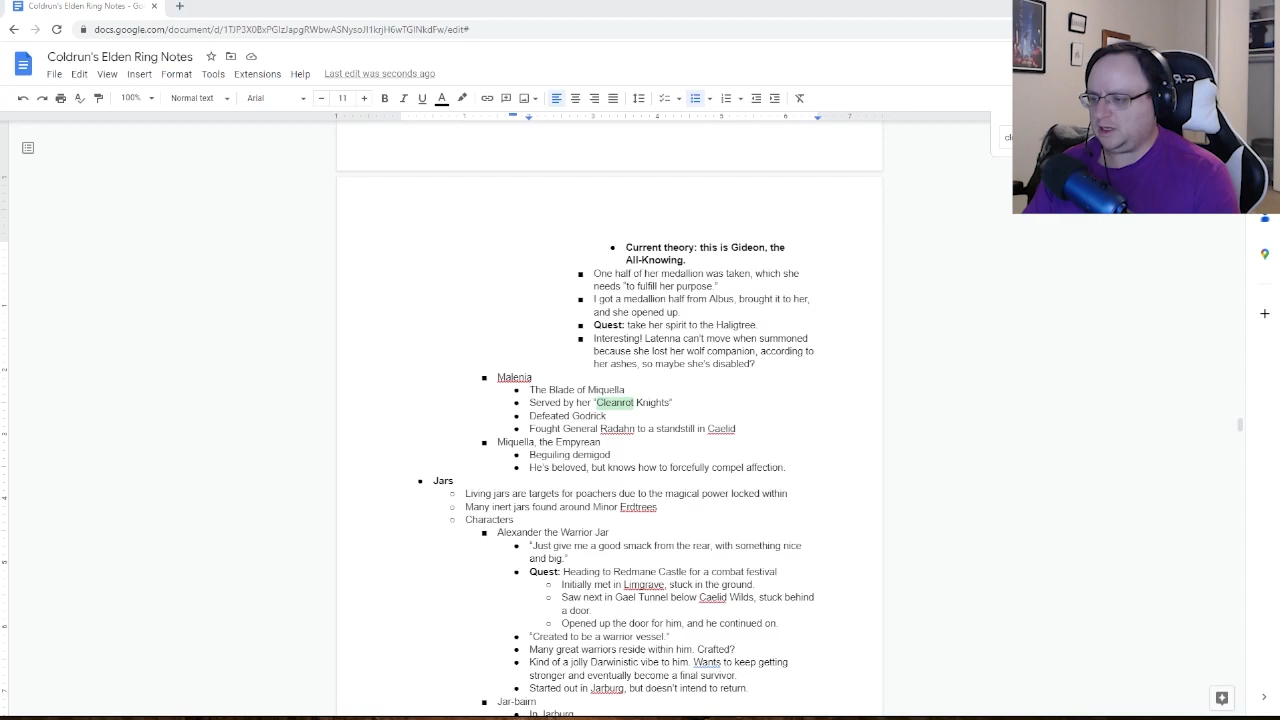 Coldrun's Elden Ring Notes - Goo
docs.google.com/document/d/1TJP3X0BxPGIzJapgRWbwASNysoJI1krjH6wTGlNkdFw/edit#
Coldrun's Elden Ring Notes
File Edit View Insert Format Tools Extensions Help Last edit was seconds ago
100% Normal text Arial 11
Current theory: this is Gideon, the
All-Knowing.
One half of her medallion was taken, which she
needs "to fulfill her purpose."
I got a medallion half from Albus, brought it to her,
and she opened up.
Quest: take her spirit to the Haligtree.
Interesting! Latenna can't move when summoned
because she lost her wolf companion, according to
her ashes, so maybe she's disabled?
Malenia
The Blade of Miquella
Served by her "Cleanrot Knights"
Defeated Godrick
Fought General Radahn to a standstill in Caelid
Miquella, the Empyrean
Beguiling demigod
He's beloved, but knows how to forcefully compel affection.
Jars
Living jars are targets for poachers due to the magical power locked within
Many inert jars found around Minor Erdtrees
Characters
Alexander the Warrior Jar
"Just give me a good smack from the rear, with something nice
and big."
Quest: Heading to Redmane Castle for a combat festival
Initially met in Limgrave, stuck in the ground.
Saw next in Gael Tunnel below Caelid Wilds, stuck behind
a door.
Opened up the door for him, and he continued on.
"Created to be a warrior vessel."
Many great warriors reside within him. Crafted?
Kind of a jolly Darwinistic vibe to him. Wants to keep getting
stronger and eventually become a final survivor.
Started out in Jarburg, but doesn't intend to return.
Jar-bairn
In Jarburg